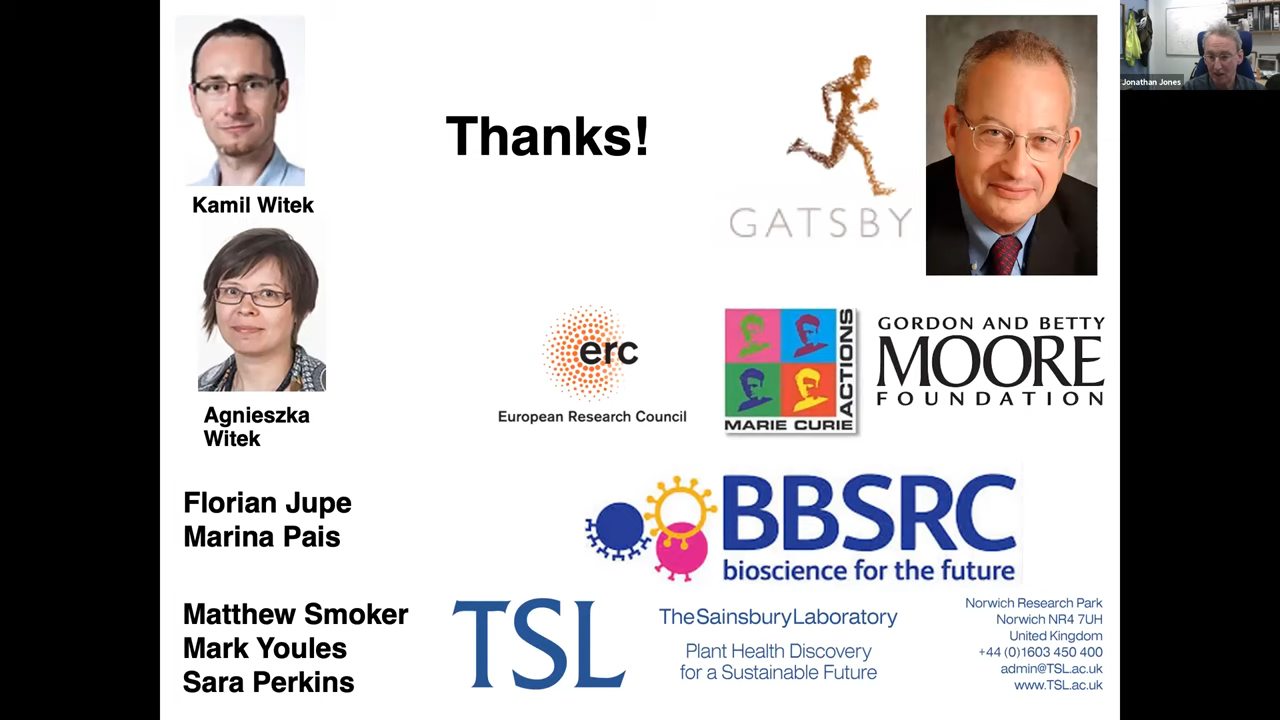 Thanks!
Kamil Witek
Agnieszka
Witek
Florian Jupe
Marina Pais
Matthew Smoker
Mark Youles
Sara Perkins
GATSBY
erc
European Research Council
MARIE CURIE
ACTIONS
GORDON AND BETTY
MOORE
FOUNDATION
BBSRC
bioscience for the future
TSL
TheSainsburyLaboratory
Plant Health Discovery
for a Sustainable Future
Norwich Research Park
Norwich NR4 7UH
United Kingdom
+44 (0)1603 450 400
admin@TSL.ac.uk
www.TSL.ac.uk
Jonathan Jones